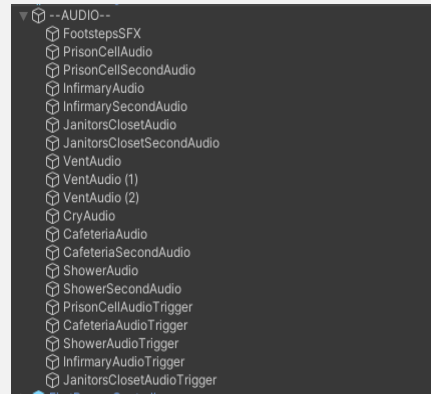 --AUDIO--
FootstepsSFX
PrisonCellAudio
PrisonCellSecondAudio
InfirmaryAudio
InfirmarySecondAudio
JanitorsClosetAudio
JanitorsClosetSecondAudio
VentAudio
VentAudio (1)
VentAudio (2)
CryAudio
CafeteriaAudio
CafeteriaSecondAudio
ShowerAudio
ShowerSecondAudio
PrisonCellAudioTrigger
CafeteriaAudioTrigger
ShowerAudioTrigger
InfirmaryAudioTrigger
JanitorsClosetAudioTrigger